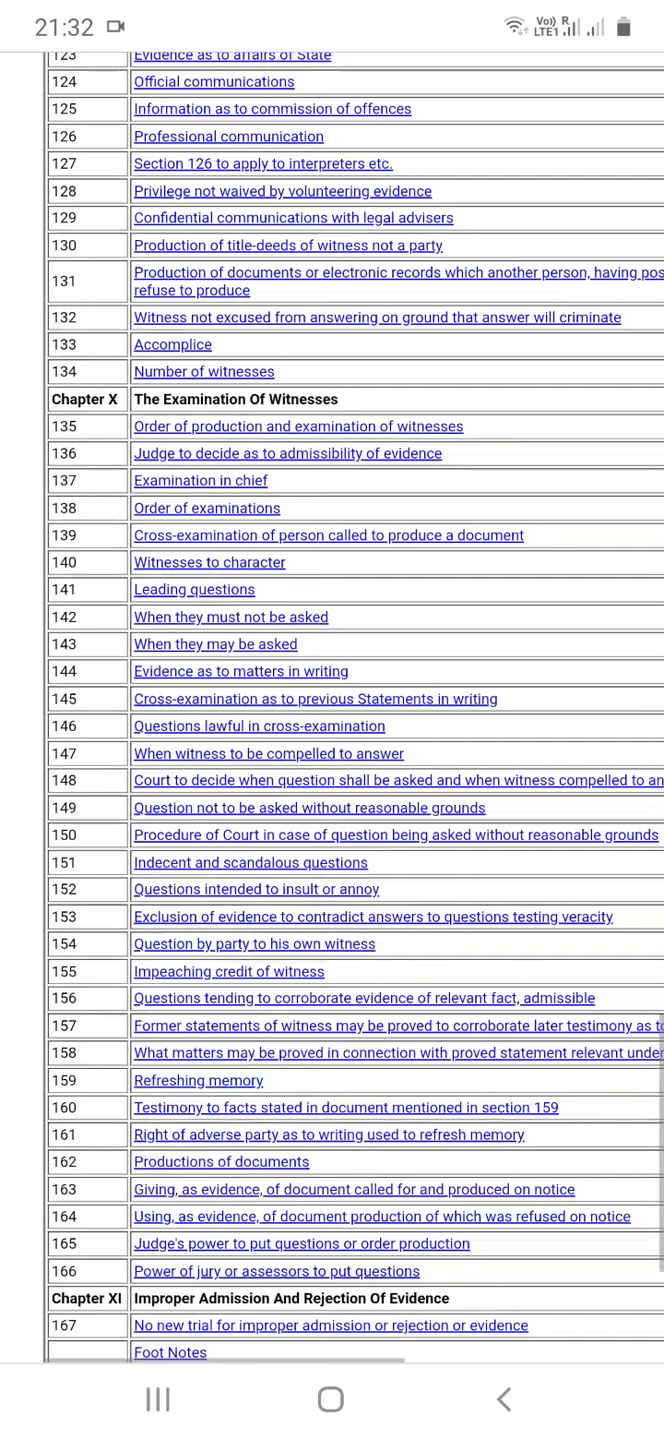 21:32
Vo) R
LTE1
123 Evidence as to affairs of State
124 Official communications
125 Information as to commission of offences
126 Professional communication
127 Section 126 to apply to interpreters etc.
128 Privilege not waived by volunteering evidence
129 Confidential communications with legal advisers
130 Production of title-deeds of witness not a party
131 Production of documents or electronic records which another person, having pos
refuse to produce
132 Witness not excused from answering on ground that answer will criminate
133 Accomplice
134 Number of witnesses
Chapter X The Examination Of Witnesses
135 Order of production and examination of witnesses
136 Judge to decide as to admissibility of evidence
137 Examination in chief
138 Order of examinations
139 Cross-examination of person called to produce a document
140 Witnesses to character
141 Leading questions
142 When they must not be asked
143 When they may be asked
144 Evidence as to matters in writing
145 Cross-examination as to previous Statements in writing
146 Questions lawful in cross-examination
147 When witness to be compelled to answer
148 Court to decide when question shall be asked and when witness compelled to an
149 Question not to be asked without reasonable grounds
150 Procedure of Court in case of question being asked without reasonable grounds
151 Indecent and scandalous questions
152 Questions intended to insult or annoy
153 Exclusion of evidence to contradict answers to questions testing veracity
154 Question by party to his own witness
155 Impeaching credit of witness
156 Questions tending to corroborate evidence of relevant fact, admissible
157 Former statements of witness may be proved to corroborate later testimony as to
158 What matters may be proved in connection with proved statement relevant under
159 Refreshing memory
160 Testimony to facts stated in document mentioned in section 159
161 Right of adverse party as to writing used to refresh memory
162 Productions of documents
163 Giving, as evidence, of document called for and produced on notice
164 Using, as evidence, of document production of which was refused on notice
165 Judge's power to put questions or order production
166 Power of jury or assessors to put questions
Chapter XI Improper Admission And Rejection Of Evidence
167 No new trial for improper admission or rejection or evidence
Foot Notes